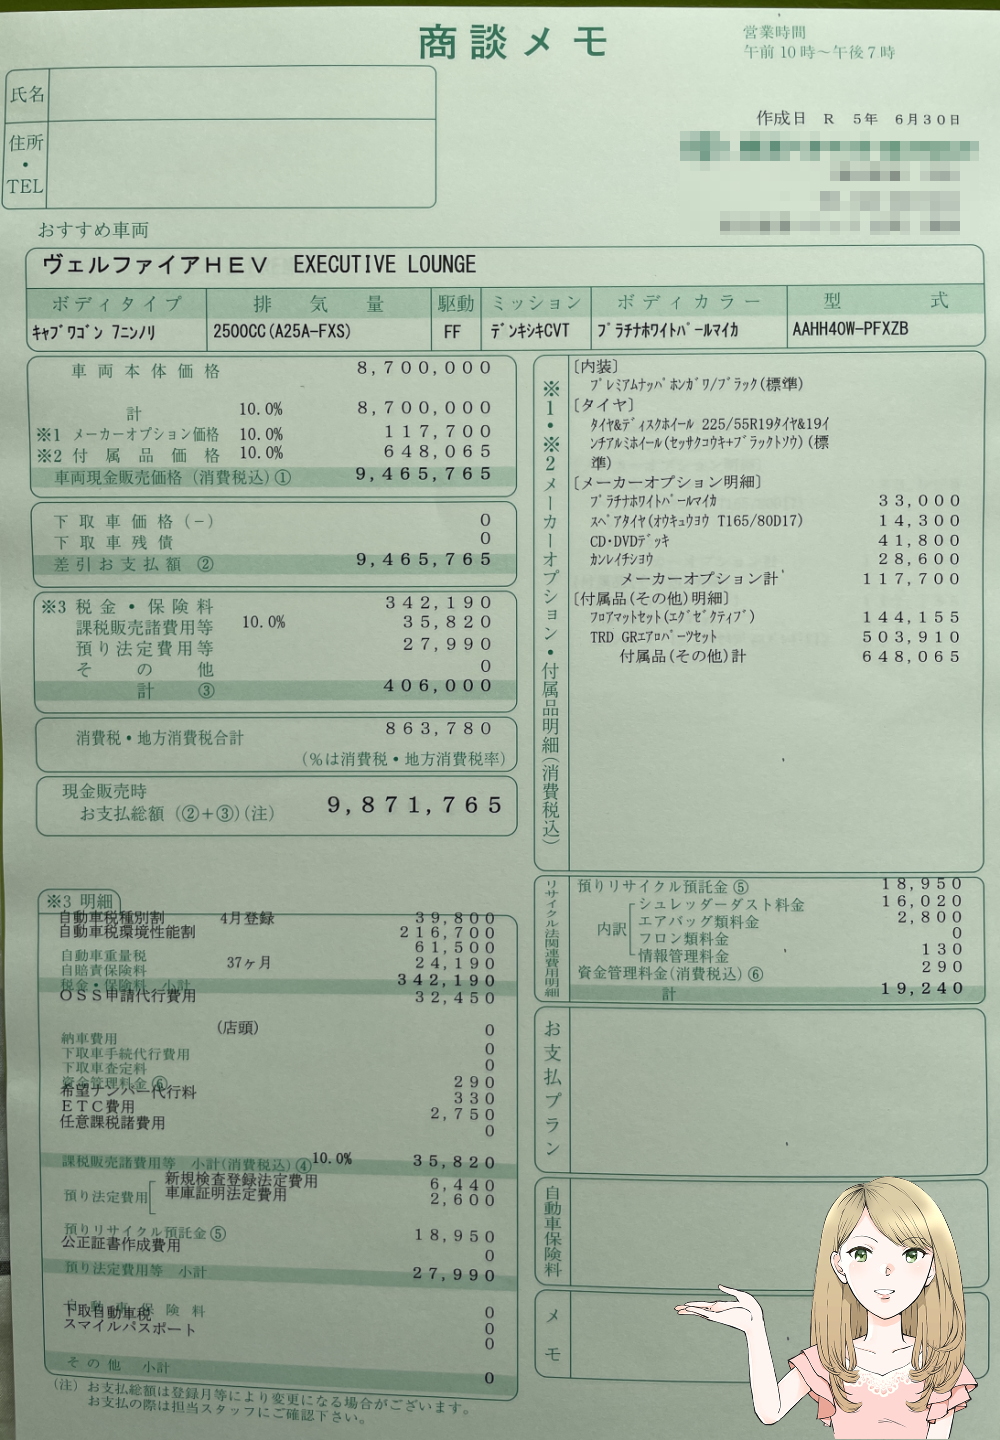 商談メモ
営業時間
午前10時～午後7時
氏名
住所
・
TEL
作成日 R 5年 6月30日
おすすめ車両
ヴェルファイアHEV EXECUTIVE LOUNGE
ボディタイプ 排気量 駆動 ミッション ボディカラー 型式
ｷｬﾌﾞﾜｺﾞﾝ 7ﾆﾝﾉﾘ 2500CC(A25A-FXS) FF ﾃﾞﾝｷｼｷCVT ﾌﾟﾗﾁﾅﾎﾜｲﾄﾊﾟｰﾙﾏｲｶ AAHH40W-PFXZB
車両本体価格 8,700,000
計 10.0% 8,700,000
※1 メーカーオプション価格 10.0% 117,700
※2 付属品価格 10.0% 648,065
車両現金販売価格(消費税込)① 9,465,765
下取車価格(－) 0
下取車残債 0
差引お支払額 ② 9,465,765
※3 税金・保険料 342,190
課税販売諸費用等 10.0% 35,820
預り法定費用等 27,990
その他 0
計 ③ 406,000
消費税・地方消費税合計 863,780
(％は消費税・地方消費税率)
現金販売時
お支払総額(②＋③)(注) 9,871,765
※1・※2メーカーオプション・付属品明細(消費税込)
〔内装〕
ﾌﾟﾚﾐｱﾑﾅｯﾊﾟﾎﾝｶﾞﾜ/ﾌﾞﾗｯｸ(標準)
〔タイヤ〕
ﾀｲﾔ&ﾃﾞｨｽｸﾎｲｰﾙ 225/55R19ﾀｲﾔ&19ｲ
ﾝﾁｱﾙﾐﾎｲｰﾙ(ｾｯｻｸｺｳｷ+ﾌﾞﾗｯｸﾄｿｳ)(標
準)
〔メーカーオプション明細〕
ﾌﾟﾗﾁﾅﾎﾜｲﾄﾊﾟｰﾙﾏｲｶ 33,000
ｽﾍﾟｱﾀｲﾔ(ｵｳｷｭｳﾖｳ T165/80D17) 14,300
CD・DVDﾃﾞｯｷ 41,800
ｶﾝﾚｲﾁｼｮｳ 28,600
メーカーオプション計 117,700
〔付属品(その他)明細〕
ﾌﾛｱﾏｯﾄｾｯﾄ(ｴｸﾞｾﾞｸﾃｨﾌﾞ) 144,155
TRD GRｴｱﾛﾊﾟｰﾂｾｯﾄ 503,910
付属品(その他)計 648,065
※3 明細
自動車税種別割 4月登録 39,800
自動車税環境性能割 216,700
自動車重量税 61,500
自賠責保険料 37ヶ月 24,190
税金・保険料 小計 342,190
OSS申請代行費用 32,450
(店頭)
納車費用 0
下取車手続代行費用 0
下取車査定料 0
資金管理料金⑥ 290
希望ナンバー代行料 330
ETC費用 2,750
任意課税諸費用 0
課税販売諸費用等 小計(消費税込)④ 10.0% 35,820
預り法定費用 新規検査登録法定費用 6,440
車庫証明法定費用 2,600
預りリサイクル預託金⑤ 18,950
公正証書作成費用 0
預り法定費用等 小計 27,990
自動車保険料 0
下取自動車税 0
スマイルパスポート 0
その他 小計 0
(注) お支払総額は登録月等により変更になる場合がございます。
お支払の際は担当スタッフにご確認下さい。
リサイクル法関連費用明細
預りリサイクル預託金⑤ 18,950
内訳 シュレッダーダスト料金 16,020
エアバッグ類料金 2,800
フロン類料金 0
情報管理料金 130
資金管理料金(消費税込)⑥ 290
計 19,240
お支払プラン
自動車保険料
メモ